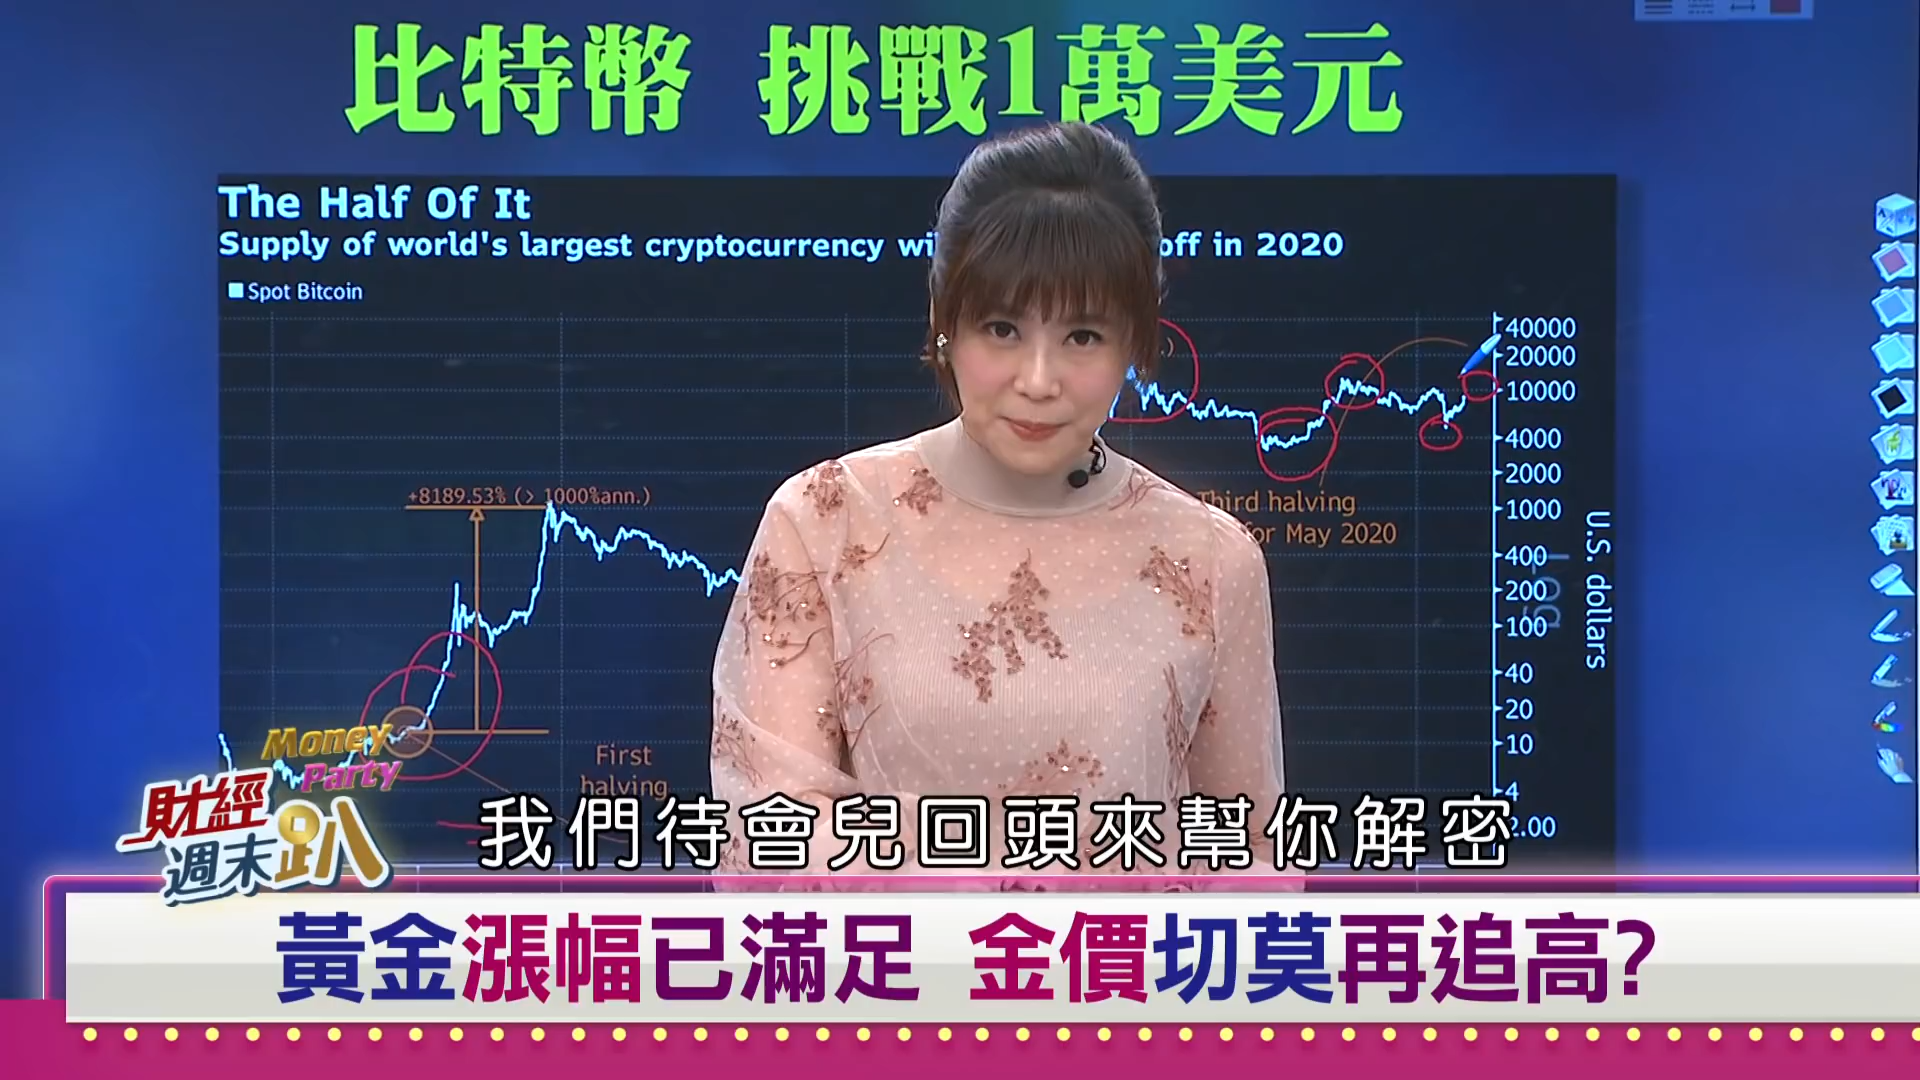 比特幣 挑戰1萬美元
The Half Of It
Supply of world's largest cryptocurrency wi off in 2020
Spot Bitcoin
40000
20000
10000
4000
2000
1000
400
200
100
40
20
10
4
2.00
U.S. dollars
Log
+8189.53% (> 1000%ann.)
Third halving
for May 2020
First
halving
Money
Party
財經
週末趴
我們待會兒回頭來幫你解密
黃金漲幅已滿足 金價切莫再追高?